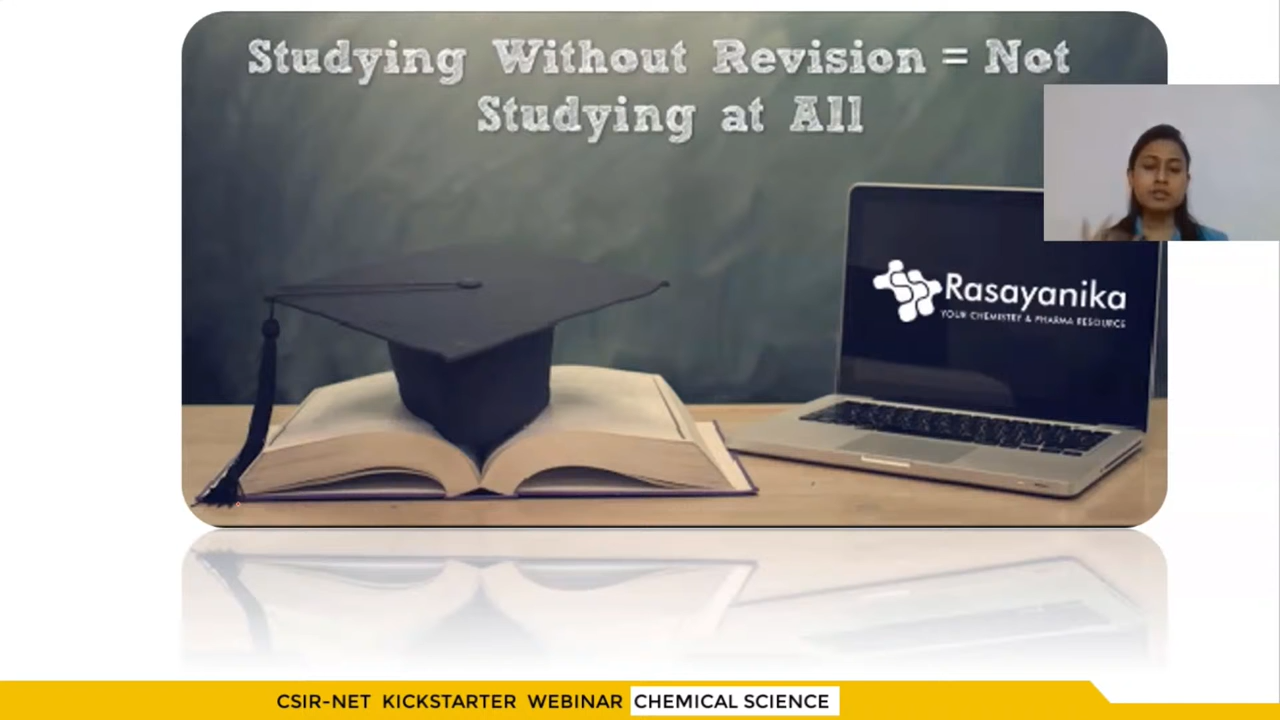 Studying Without Revision = Not
Studying at All
Rasayanika
YOUR CHEMISTRY & PHARMA RESOURCE
CSIR-NET KICKSTARTER WEBINAR CHEMICAL SCIENCE